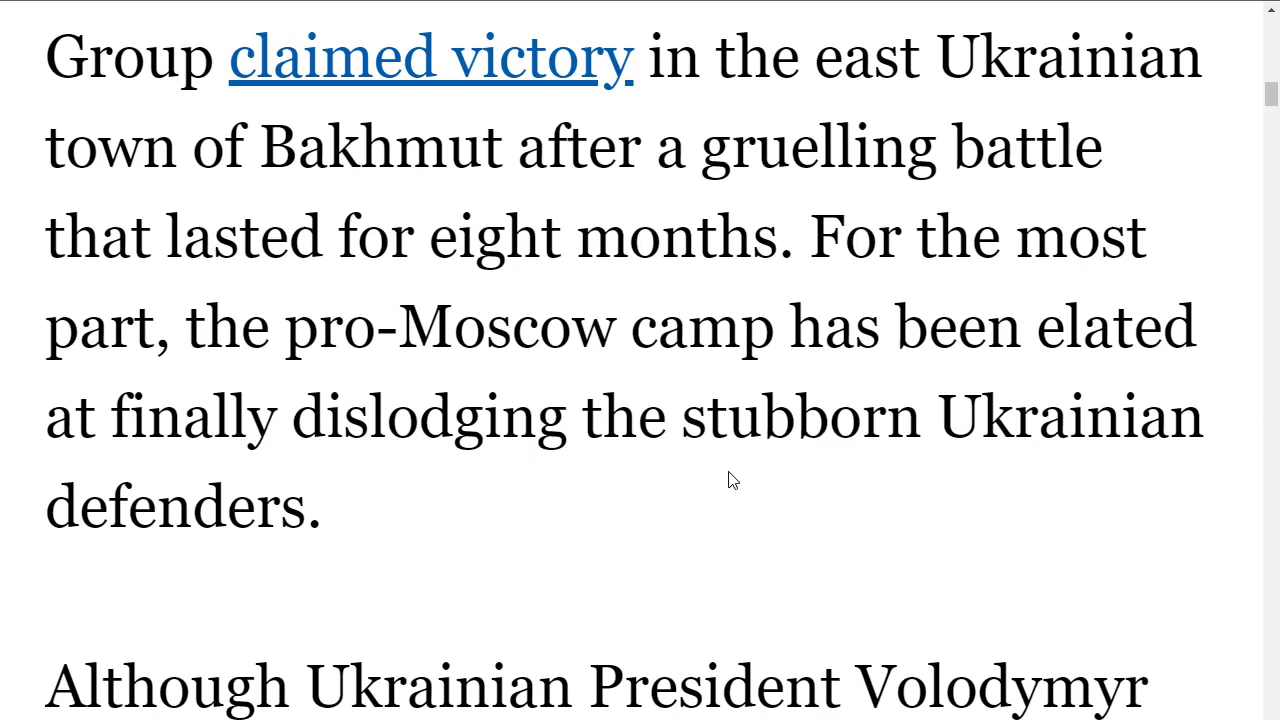 Group claimed victory in the east Ukrainian
town of Bakhmut after a gruelling battle
that lasted for eight months. For the most
part, the pro-Moscow camp has been elated
at finally dislodging the stubborn Ukrainian
defenders.
Although Ukrainian President Volodymyr